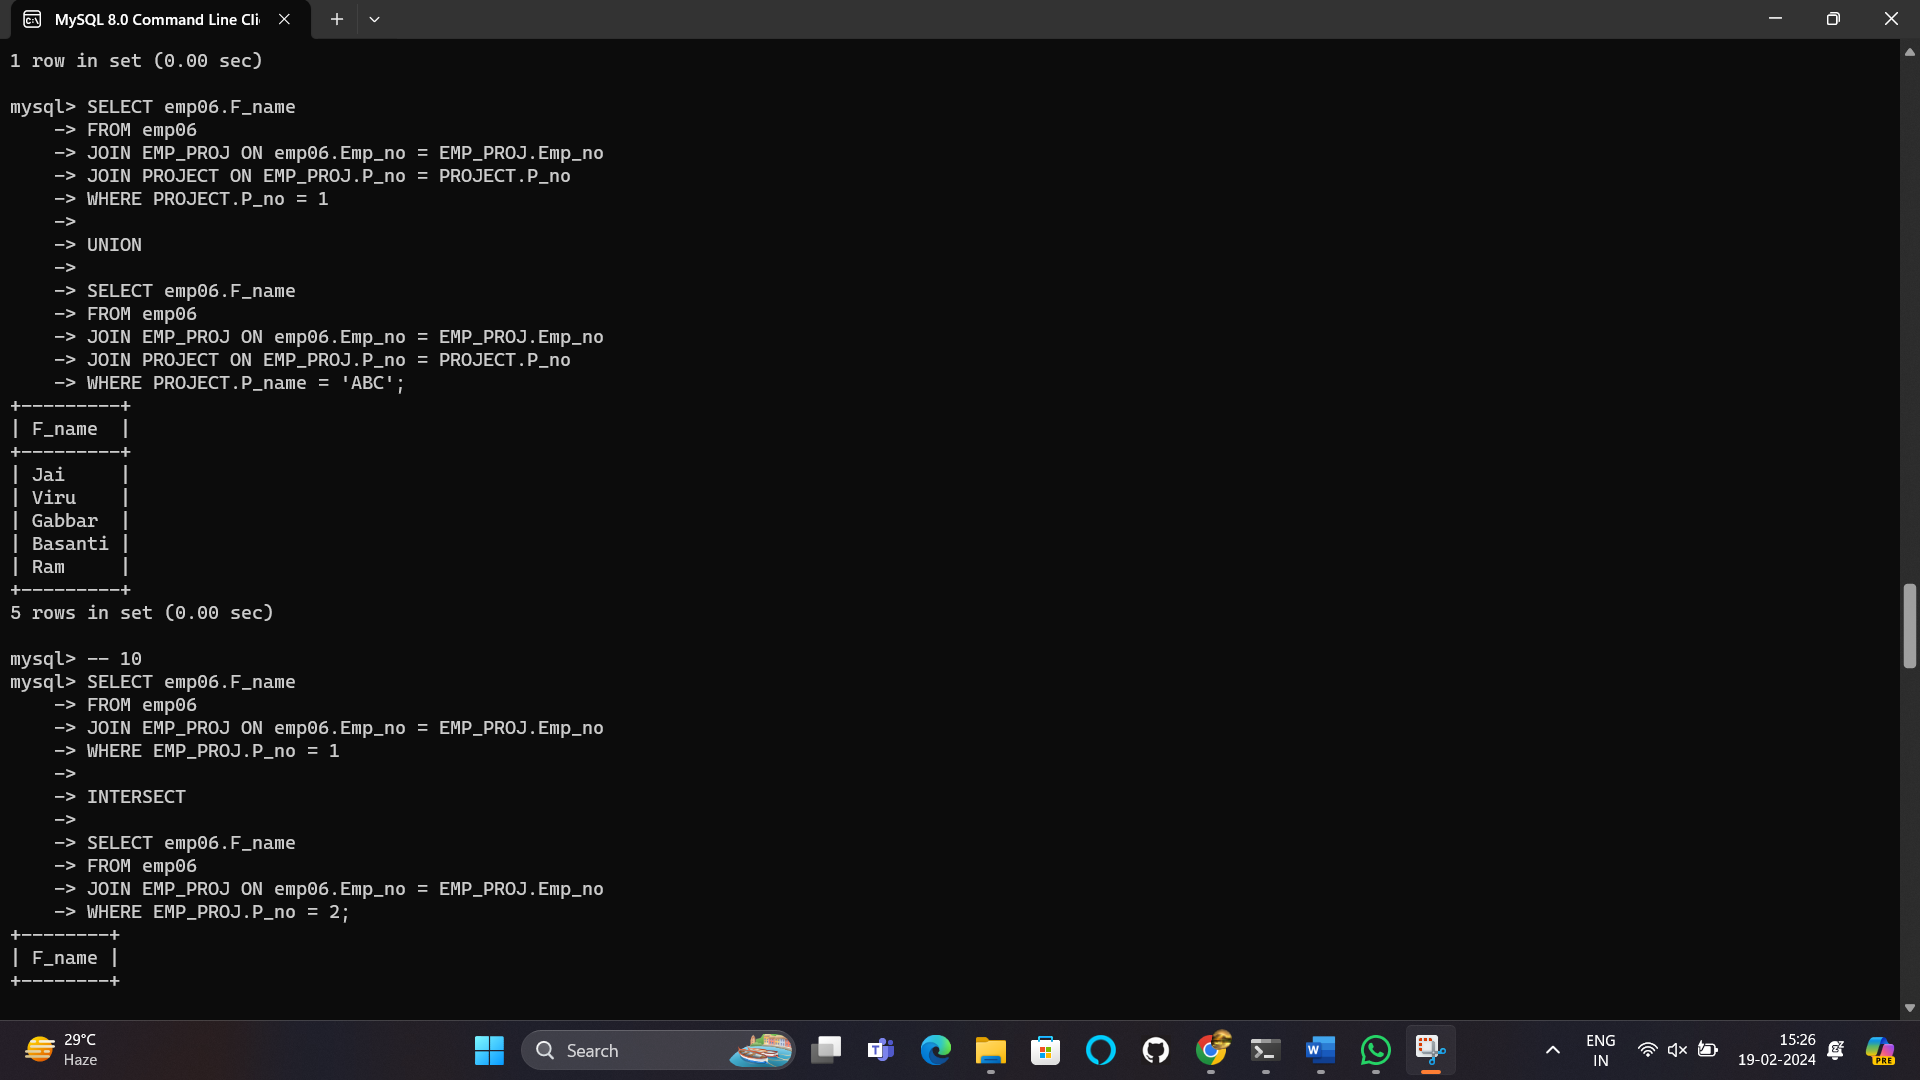 MySQL 8.0 Command Line Cli
1 row in set (0.00 sec)
mysql> SELECT emp06.F_name
-> FROM emp06
-> JOIN EMP_PROJ ON emp06.Emp_no = EMP_PROJ.Emp_no
-> JOIN PROJECT ON EMP_PROJ.P_no = PROJECT.P_no
-> WHERE PROJECT.P_no = 1
->
-> UNION
->
-> SELECT emp06.F_name
-> FROM emp06
-> JOIN EMP_PROJ ON emp06.Emp_no = EMP_PROJ.Emp_no
-> JOIN PROJECT ON EMP_PROJ.P_no = PROJECT.P_no
-> WHERE PROJECT.P_name = 'ABC';
+---------+
| F_name  |
+---------+
| Jai     |
| Viru    |
| Gabbar  |
| Basanti |
| Ram     |
+---------+
5 rows in set (0.00 sec)
mysql> -- 10
mysql> SELECT emp06.F_name
-> FROM emp06
-> JOIN EMP_PROJ ON emp06.Emp_no = EMP_PROJ.Emp_no
-> WHERE EMP_PROJ.P_no = 1
->
-> INTERSECT
->
-> SELECT emp06.F_name
-> FROM emp06
-> JOIN EMP_PROJ ON emp06.Emp_no = EMP_PROJ.Emp_no
-> WHERE EMP_PROJ.P_no = 2;
+--------+
| F_name |
+--------+
29°C
Haze
Search
ENG
IN
15:26
19-02-2024
PRE